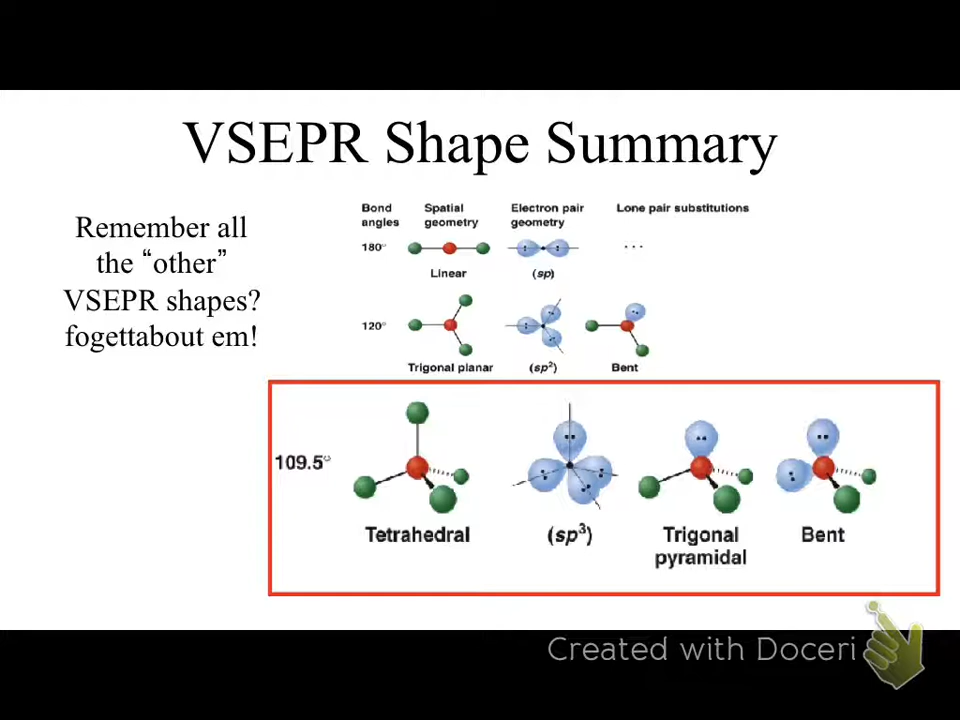 VSEPR Shape Summary
Remember all
the “other”
VSEPR shapes?
fogettabout em!
Bond angles Spatial geometry Electron pair geometry Lone pair substitutions
180° ...
Linear (sp)
120°
Trigonal planar (sp²) Bent
109.5°
Tetrahedral (sp³) Trigonal pyramidal Bent
Created with Doceri